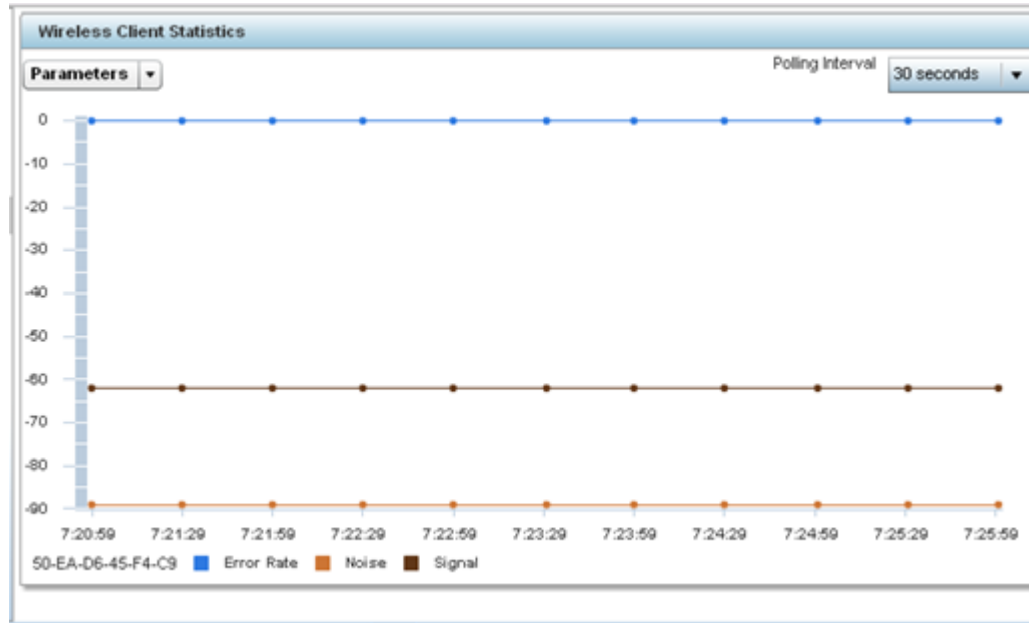 Wireless Client Statistics
Parameters
Polling Interval
30 seconds
0
-10
-20
-30
-40
-50
-60
-70
-80
-90
7:20:59 7:21:29 7:21:59 7:22:29 7:22:59 7:23:29 7:23:59 7:24:29 7:24:59 7:25:29 7:25:59
50-EA-D6-45-F4-C9 Error Rate Noise Signal